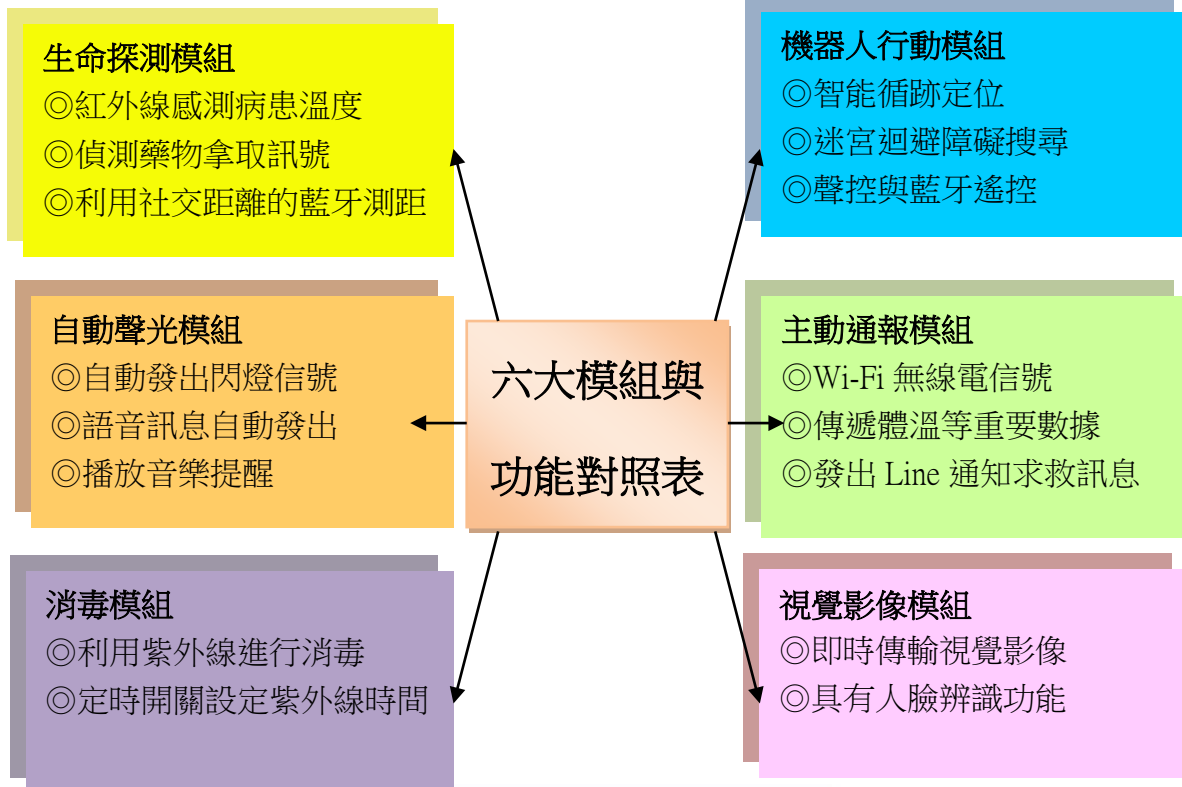 生命探測模組
◎紅外線感測病患溫度
◎偵測藥物拿取訊號
◎利用社交距離的藍牙測距
機器人行動模組
◎智能循跡定位
◎迷宮迴避障礙搜尋
◎聲控與藍牙遙控
自動聲光模組
◎自動發出閃燈信號
◎語音訊息自動發出
◎播放音樂提醒
六大模組與
功能對照表
主動通報模組
◎Wi-Fi 無線電信號
◎傳遞體溫等重要數據
◎發出 Line 通知求救訊息
消毒模組
◎利用紫外線進行消毒
◎定時開關設定紫外線時間
視覺影像模組
◎即時傳輸視覺影像
◎具有人臉辨識功能